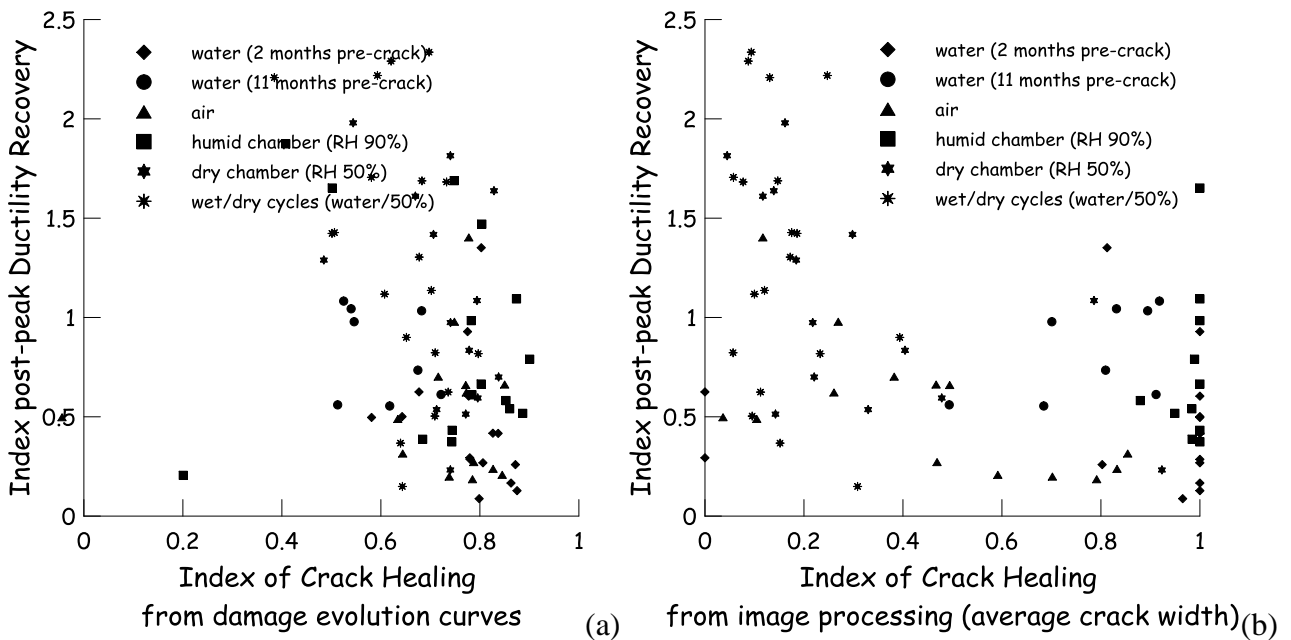 2.5
2
1.5
1
0.5
0
0
0.2
0.4
0.6
0.8
1
Index post-peak Ductility Recovery
water (2 months pre-crack)
water (11 months pre-crack)
air
humid chamber (RH 90%)
dry chamber (RH 50%)
wet/dry cycles (water/50%)
Index of Crack Healing
from damage evolution curves
(a)
2.5
2
1.5
1
0.5
0
0
0.2
0.4
0.6
0.8
1
Index post-peak Ductility Recovery
water (2 months pre-crack)
water (11 months pre-crack)
air
humid chamber (RH 90%)
dry chamber (RH 50%)
wet/dry cycles (water/50%)
Index of Crack Healing
from image processing (average crack width)
(b)